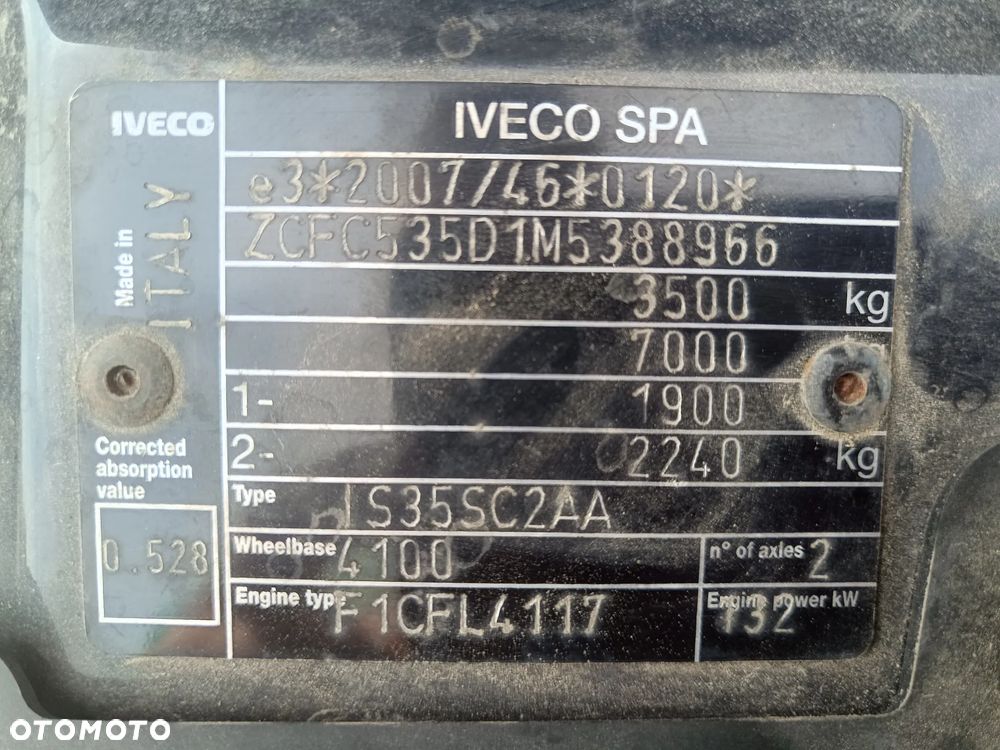 IVECO
IVECO SPA
Made in
ITALY
e3*2007/46*0120*
ZCFC535D1M5388966
3500 kg
7000
1- 1900
2- 2240 kg
Corrected
absorption
value
0.528
Type IS35SC2AA
Wheelbase 4100
n° of axles 2
Engine type F1CFL4117
Engine power kW 132
OTOMOTO